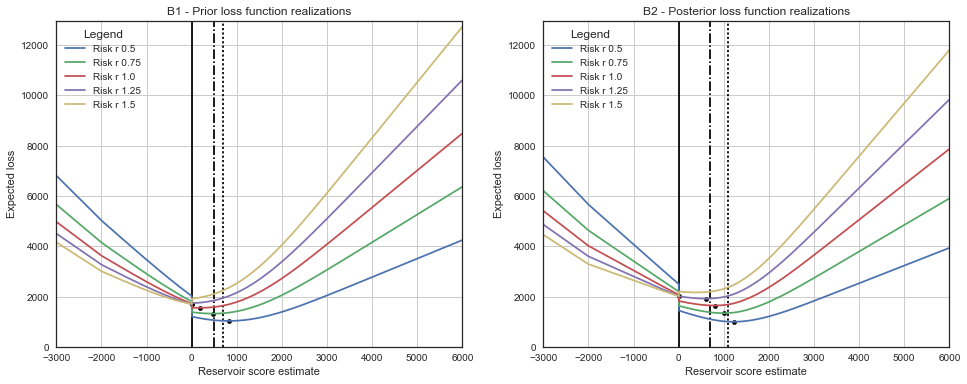 B1 - Prior loss function realizations
Legend
Risk r 0.5
Risk r 0.75
Risk r 1.0
Risk r 1.25
Risk r 1.5
12000
10000
8000
6000
4000
2000
0
−3000 −2000 −1000 0 1000 2000 3000 4000 5000 6000
Expected loss
Reservoir score estimate
B2 - Posterior loss function realizations
Legend
Risk r 0.5
Risk r 0.75
Risk r 1.0
Risk r 1.25
Risk r 1.5
12000
10000
8000
6000
4000
2000
0
−3000 −2000 −1000 0 1000 2000 3000 4000 5000 6000
Expected loss
Reservoir score estimate